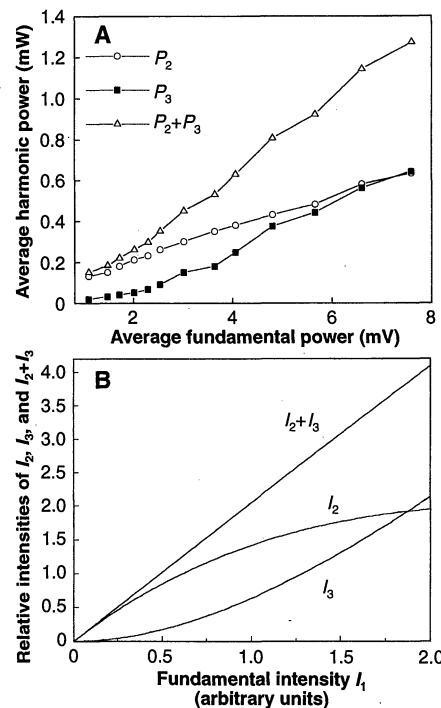 A
Average harmonic power (mW)
1.4
1.2
1.0
0.8
0.6
0.4
0.2
0
P₂
P₃
P₂+P₃
2
4
6
8
Average fundamental power (mV)
B
Relative intensities of I₂, I₃, and I₂+I₃
4.0
3.5
3.0
2.5
2.0
1.5
1.0
0.5
0
I₂+I₃
I₂
I₃
0
0.5
1.0
1.5
2.0
Fundamental intensity I₁
(arbitrary units)